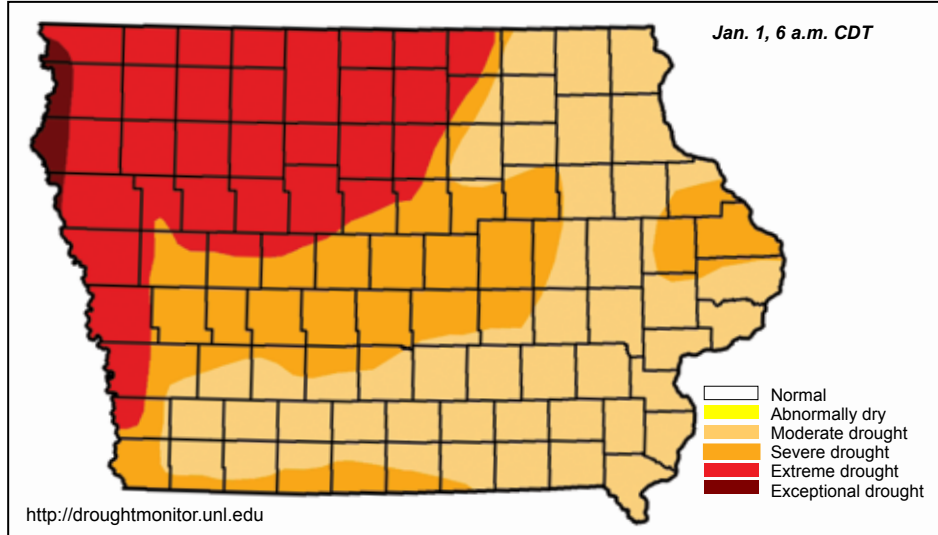 Jan. 1, 6 a.m. CDT
Normal
Abnormally dry
Moderate drought
Severe drought
Extreme drought
Exceptional drought
http://droughtmonitor.unl.edu